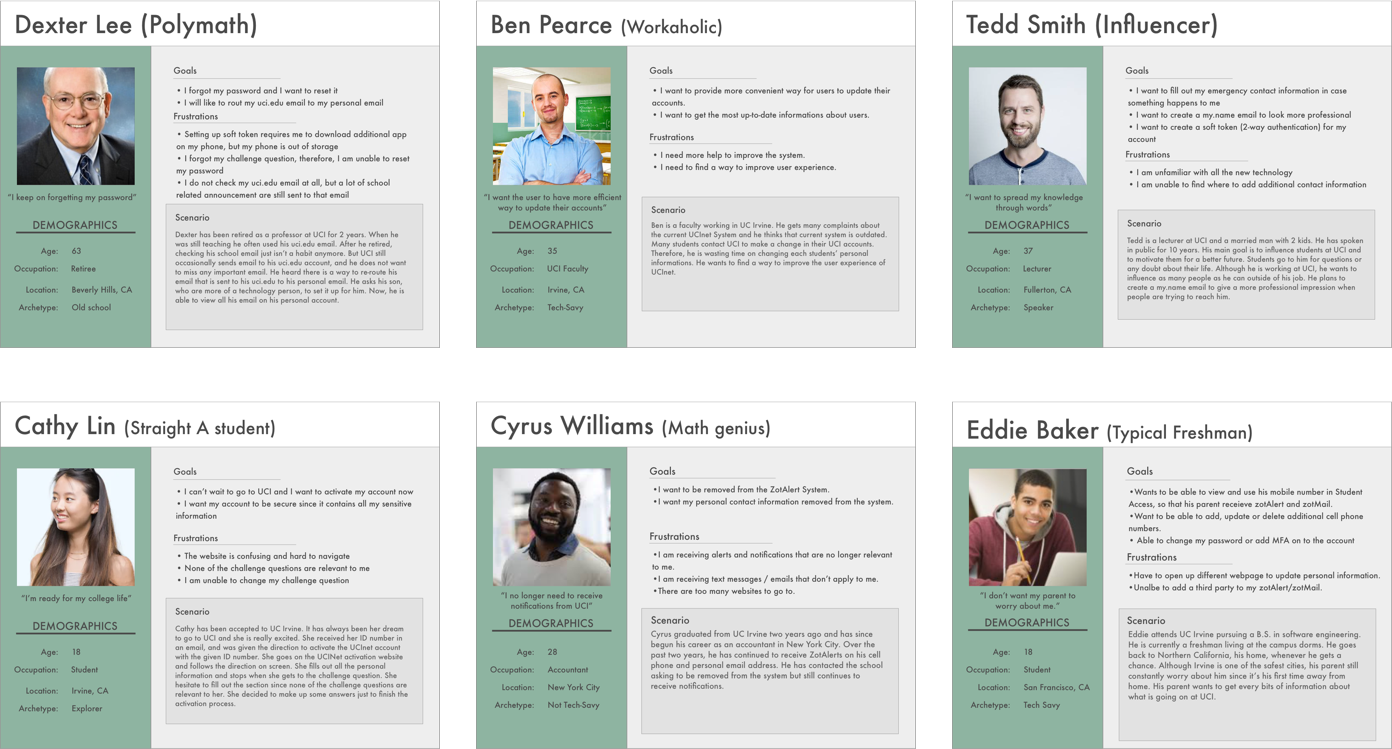 Dexter Lee (Polymath)
"I keep on forgetting my password"
DEMOGRAPHICS
Age: 63
Occupation: Retiree
Location: Beverly Hills, CA
Archetype: Old school
Goals
• I forgot my password and I want to reset it
• I will like to rout my uci.edu email to my personal email
Frustrations
• Setting up soft token requires me to download additional app
on my phone, but my phone is out of storage
• I forgot my challenge question, therefore, I am unable to reset
my password
• I do not check my uci.edu email at all, but a lot of school
related announcement are still sent to that email
Scenario
Dexter has been retired as a professor at UCI for 2 years. When he
was still teaching he often used his uci.edu email. After he retired,
checking his school email just isn't a habit anymore. But UCI still
occasionally sends email to his uci.edu account, and he does not want
to miss any important email. He heard there is a way to re-route his
email that is sent to his uci.edu to his personal email. He asks his son,
who are more of a technology person, to set it up for him. Now, he is
able to view all his email on his personal account.
Ben Pearce (Workaholic)
"I want the user to have more efficient
way to update their accounts"
DEMOGRAPHICS
Age: 35
Occupation: UCI Faculty
Location: Irvine, CA
Archetype: Tech-Savy
Goals
• I want to provide more convenient way for users to update their
accounts.
• I want to get the most up-to-date informations about users.
Frustrations
• I need more help to improve the system.
• I need to find a way to improve user experience.
Scenario
Ben is a faculty working in UC Irvine. He gets many complaints about
the current UCInet System and he thinks that current system is outdated.
Many students contact UCI to make a change in their UCI accounts.
Therefore, he is wasting time on changing each students' personal
informations. He wants to find a way to improve the user experience of
UCInet.
Tedd Smith (Influencer)
"I want to spread my knowledge
through words"
DEMOGRAPHICS
Age: 37
Occupation: Lecturer
Location: Fullerton, CA
Archetype: Speaker
Goals
• I want to fill out my emergency contact information in case
something happens to me
• I want to create a my.name email to look more professional
• I want to create a soft token (2-way authentication) for my
account
Frustrations
• I am unfamiliar with all the new technology
• I am unable to find where to add additional contact information
Scenario
Tedd is a lecturer at UCI and a married man with 2 kids. He has spoken
in public for 10 years. His main goal is to influence students at UCI and
to motivate them for a better future. Students go to him for questions or
any doubt about their life. Although he is working at UCI, he wants to
influence as many people as he can outside of his job. He plans to
create a my.name email to give a more professional impression when
people are trying to reach him.
Cathy Lin (Straight A student)
"I'm ready for my college life"
DEMOGRAPHICS
Age: 18
Occupation: Student
Location: Irvine, CA
Archetype: Explorer
Goals
• I can't wait to go to UCI and I want to activate my account now
• I want my account to be secure since it contains all my sensitive
information
Frustrations
• The website is confusing and hard to navigate
• None of the challenge questions are relevant to me
• I am unable to change my challenge question
Scenario
Cathy has been accepted to UC Irvine. It has always been her dream
to go to UCI and she is really excited. She received her ID number in
an email, and was given the direction to activate the UCInet account
with the given ID number. She goes on the UCINet activation website
and follows the direction on screen. She fills out all the personal
information and stops when she gets to the challenge question. She
hesitate to fill out the section since none of the challenge questions are
relevant to her. She decided to make up some answers just to finish the
activation process.
Cyrus Williams (Math genius)
"I no longer need to receive
notifications from UCI"
DEMOGRAPHICS
Age: 28
Occupation: Accountant
Location: New York City
Archetype: Not Tech-Savy
Goals
•I want to be removed from the ZotAlert System.
•I want my personal contact information removed from the system.
Frustrations
•I am receiving alerts and notifications that are no longer relevant
to me.
•I am receiving text messages / emails that don't apply to me.
•There are too many websites to go to.
Scenario
Cyrus graduated from UC Irvine two years ago and has since
begun his career as an accountant in New York City. Over the
past two years, he has continued to receive ZotAlerts on his cell
phone and personal email address. He has contacted the school
asking to be removed from the system but still continues to
receive notifications.
Eddie Baker (Typical Freshman)
"I don't want my parent to
worry about me."
DEMOGRAPHICS
Age: 18
Occupation: Student
Location: San Francisco, CA
Archetype: Tech Savy
Goals
•Wants to be able to view and use his mobile number in Student
Access, so that his parent receieve zotAlert and zotMail.
•Want to be able to add, update or delete additional cell phone
numbers.
• Able to change my password or add MFA on to the account
Frustrations
•Have to open up different webpage to update personal information.
•Unalbe to add a third party to my zotAlert/zotMail.
Scenario
Eddie attends UC Irvine pursuing a B.S. in software engineering.
He is currently a freshman living at the campus dorms. He goes
back to Northern California, his home, whenever he gets a
chance. Although Irvine is one of the safest cities, his parent still
constantly worry about him since it's his first time away from
home. His parent wants to get every bits of information about
what is going on at UCI.